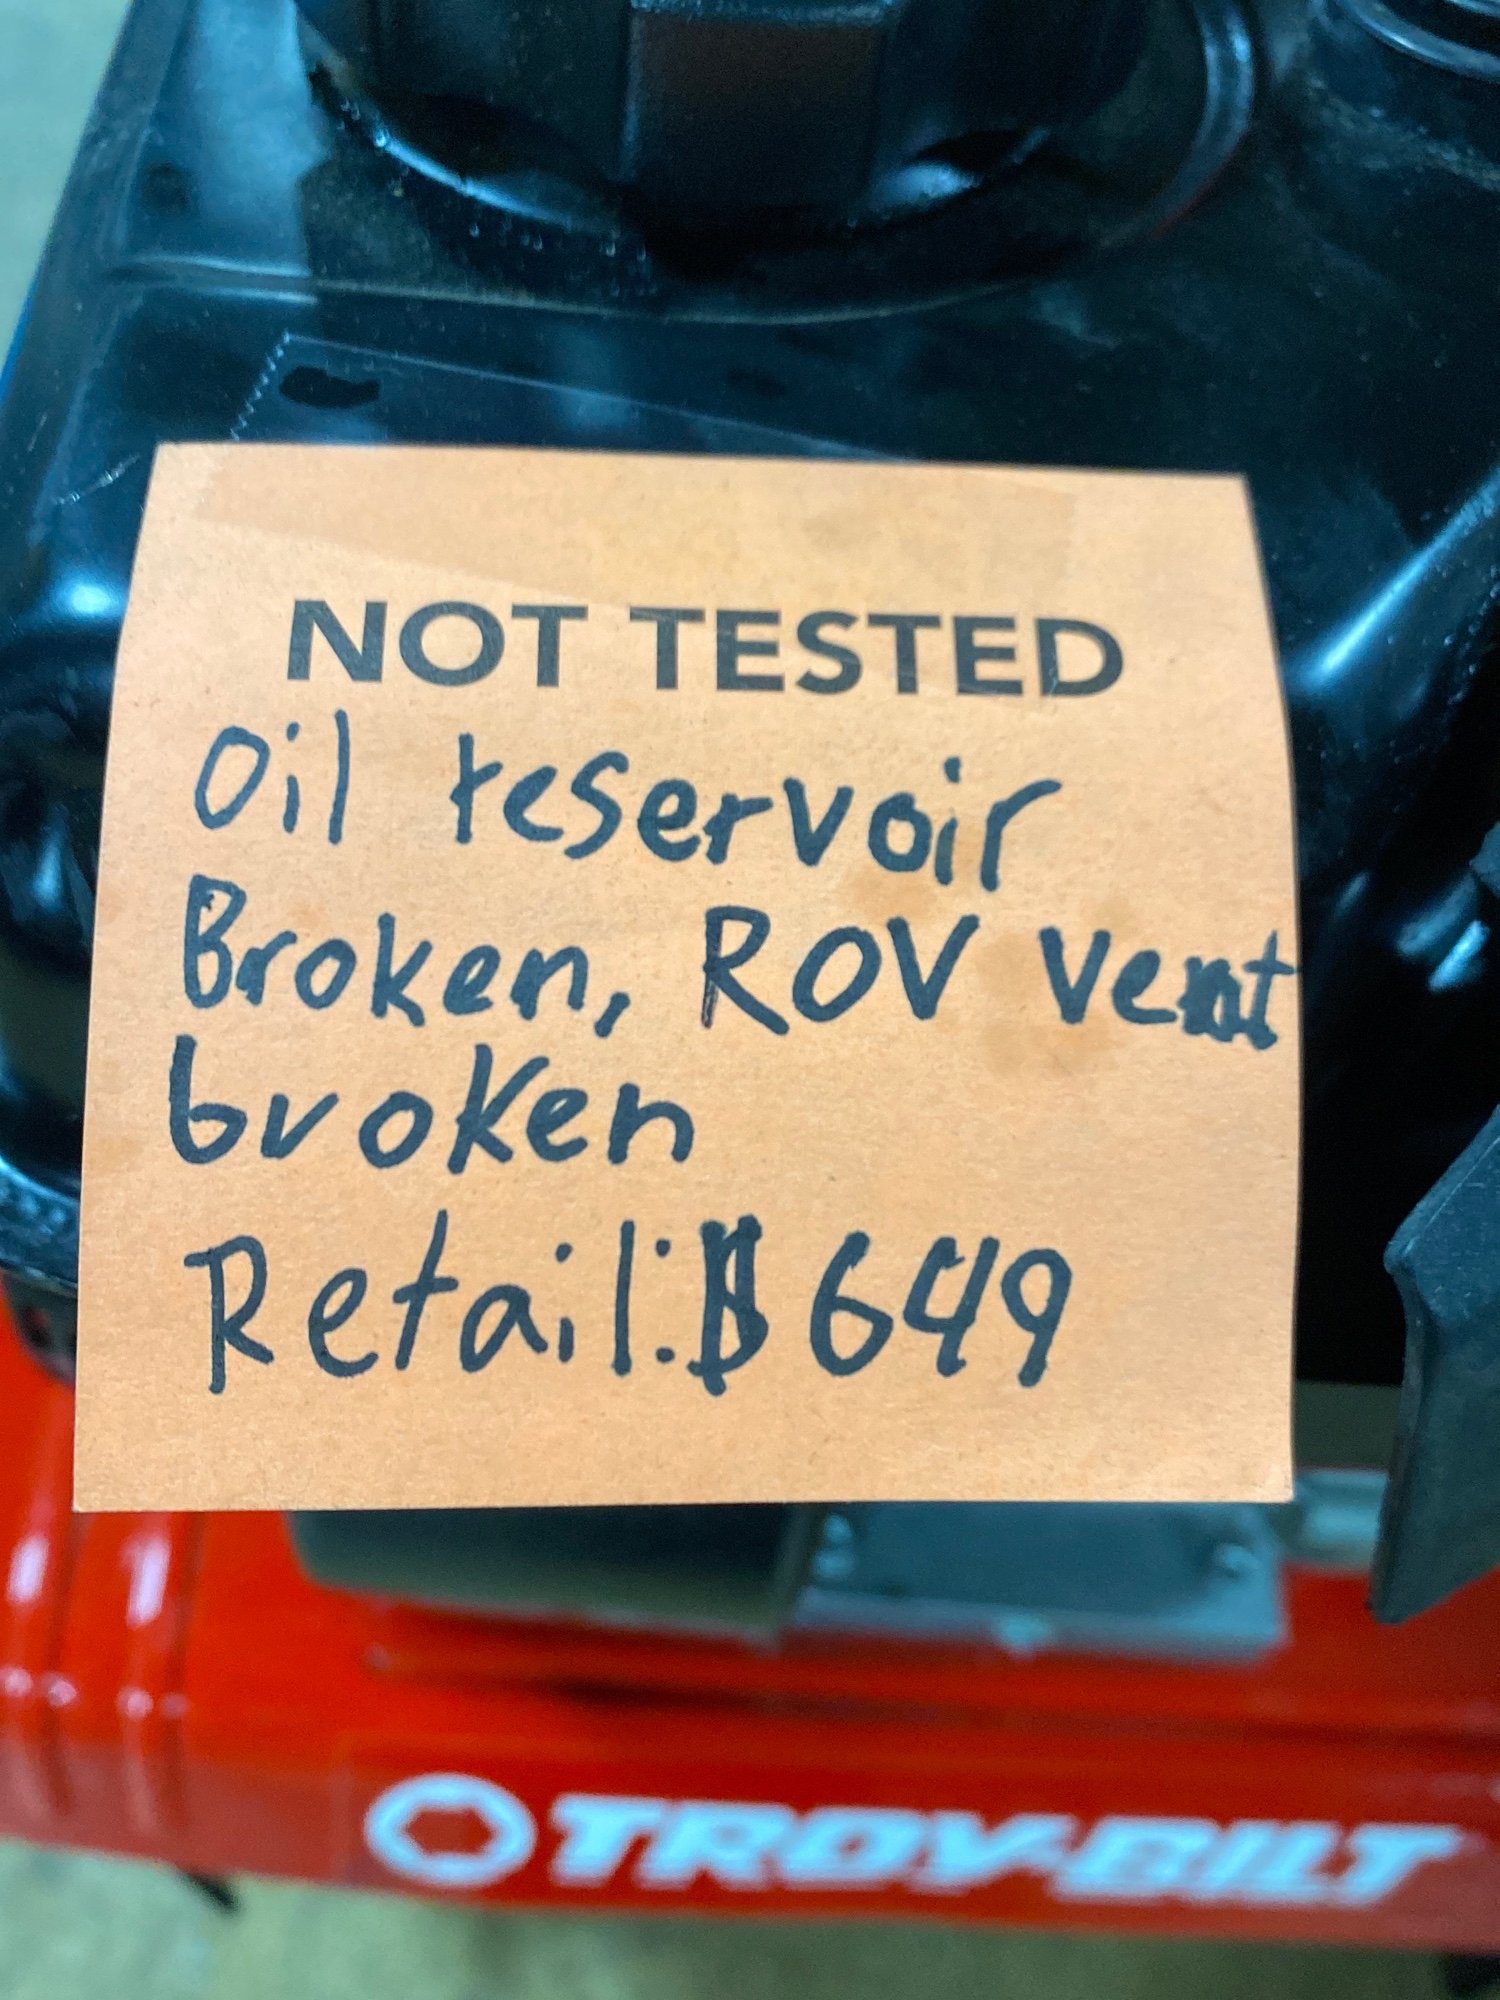 NOT TESTED
Oil reservoir
Broken, ROV vent
broken
Retail: $649
TROY-BILT